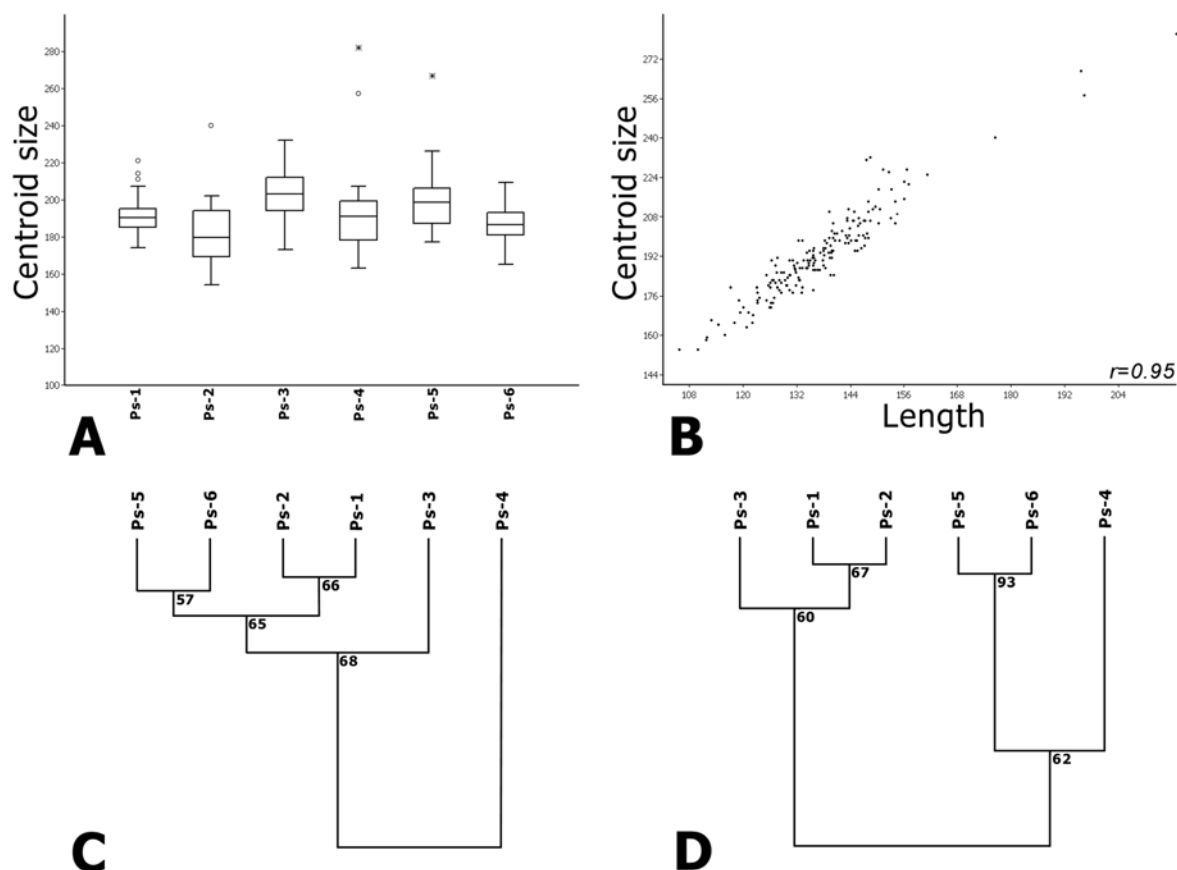 280
260
240
220
200
180
160
140
120
100
Centroid size
Ps-1
Ps-2
Ps-3
Ps-4
Ps-5
Ps-6
A
272
256
240
224
208
192
176
160
144
Centroid size
r=0.95
108
120
132
144
156
168
180
192
204
Length
B
Ps-5
Ps-6
Ps-2
Ps-1
Ps-3
Ps-4
66
57
65
68
C
Ps-3
Ps-1
Ps-2
Ps-5
Ps-6
Ps-4
67
93
60
62
D